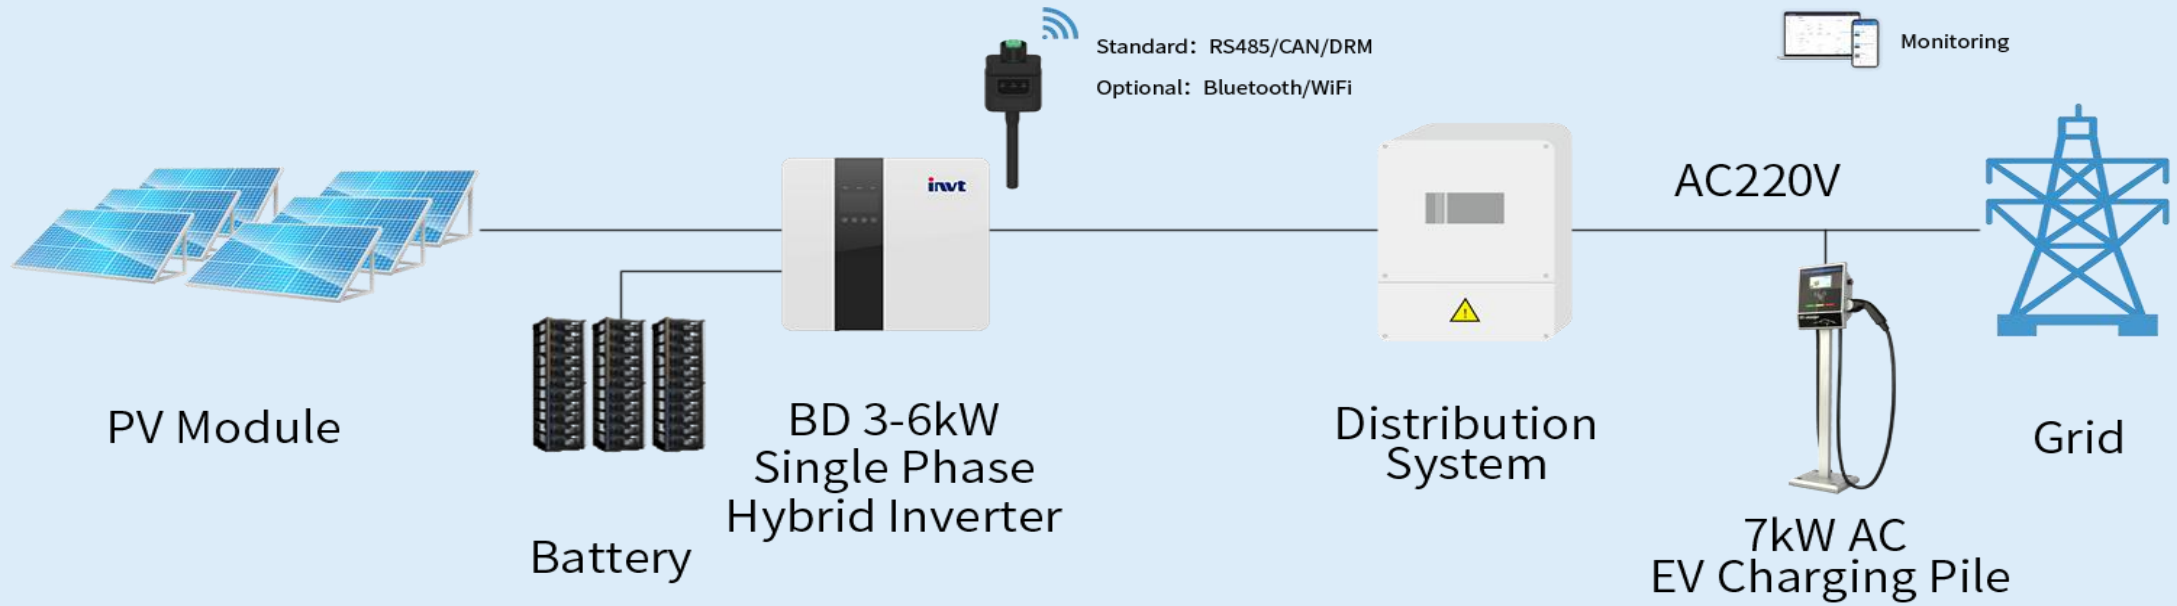 Standard: RS485/CAN/DRM
Optional: Bluetooth/WiFi
Monitoring
invt
AC220V
PV Module
Battery
BD 3-6kW
Single Phase
Hybrid Inverter
Distribution
System
7kW AC
EV Charging Pile
Grid